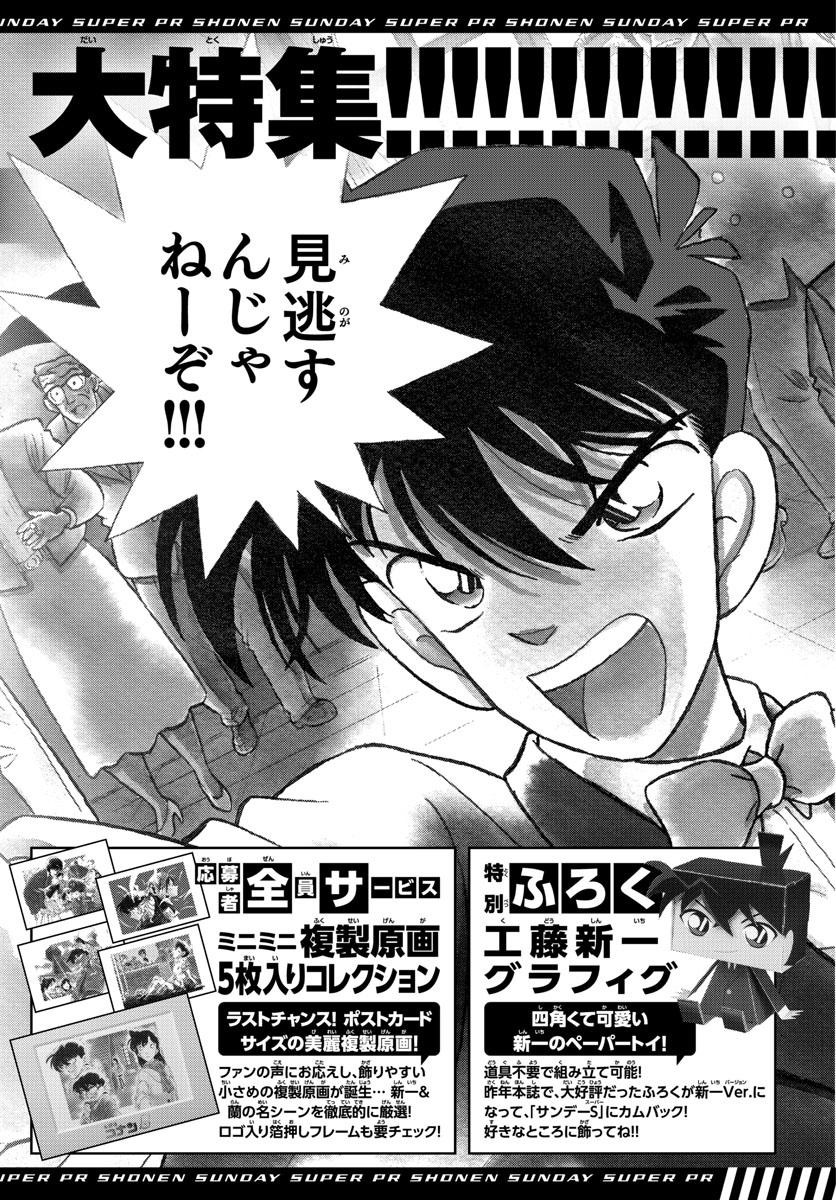 UNDAY SUPER PR SHONEN SUNDAY SUPER PR SHONEN SUNDAY SUPER PR
大特集!!!!!!!!!!!!!!
見逃す
んじゃ
ねーぞ!!!
応募者全員サービス
ミニミニ複製原画
5枚入りコレクション
ラストチャンス! ポストカード
サイズの美麗複製原画!
ファンの声にお応えし、飾りやすい
小さめの複製原画が誕生… 新一&
蘭の名シーンを徹底的に厳選!
ロゴ入り箔押しフレームも要チェック!
特別ふろく
工藤新一
グラフィグ
四角くて可愛い
新一のペーパートイ!
道具不要で組み立て可能!
昨年本誌で、大好評だったふろくが新一Ver.に
なって、「サンデーS」にカムバック!
好きなところに飾ってね!!
SUPER PR SHONEN SUNDAY SUPER PR SHONEN SUNDAY SUPER PR